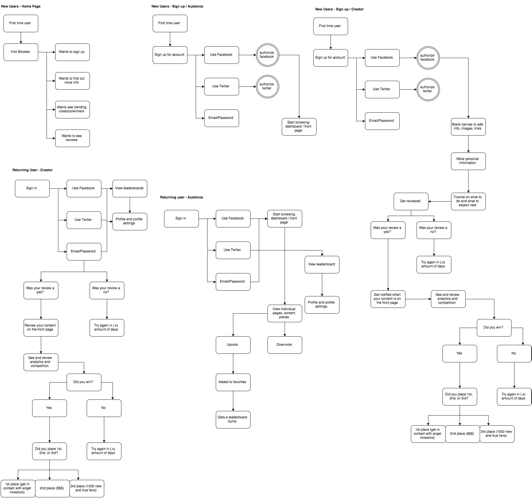 New Users - Home Page
First time user
Visit Booster
Wants to sign up
Wants to find out
more info
Wants see trending
creators/winners
Wants to see
reviews
New Users - Sign up / Audience
First time user
Sign up for account
Use Facebook
authorize
facebook
Use Twitter
authorize
twitter
Email/Password
Start browsing
dashboard / front
page
New Users - Sign up / Creator
First time user
Sign up for account
Use Facebook
authorize
facebook
Use Twitter
authorize
twitter
Email/Password
Blank canvas to add
info, images, links
More personal
information
Tutorial on what to
do and what to
expect next
Get reviewed
Was your review a
yes?
Was your review a
no?
Try again in (.x)
amount of days
Get notified when
your content is on
the front page
See and review
analytics and
competition
Did you win?
Yes
No
Did you place 1st,
2nd, or 3rd?
Try again in (.x)
amount of days
1st place (get in
contact with angel
investors)
2nd place ($$$)
3rd place (1000 new
and true fans)
Returning User - Creator
Sign in
Use Facebook
View leaderboards
Use Twitter
Profile and profile
settings
Email/Password
Was your review a
yes?
Was your review a
no?
Review your content
on the front page
Try again in (.x)
amount of days
See and review
analytics and
competition
Did you win?
Yes
No
Did you place 1st,
2nd, or 3rd?
Try again in (.x)
amount of days
1st place (get in
contact with angel
investors)
2nd place ($$$)
3rd place (1000 new
and true fans)
Returning user - Audience
Sign in
Use Facebook
Start browsing
dashboard / front
page
Use Twitter
View leaderboard
Email/Password
Profile and profile
settings
View individual
pages, content
pieces
Upvote
Downvote
Added to favorites
Gets a leaderboard
bump